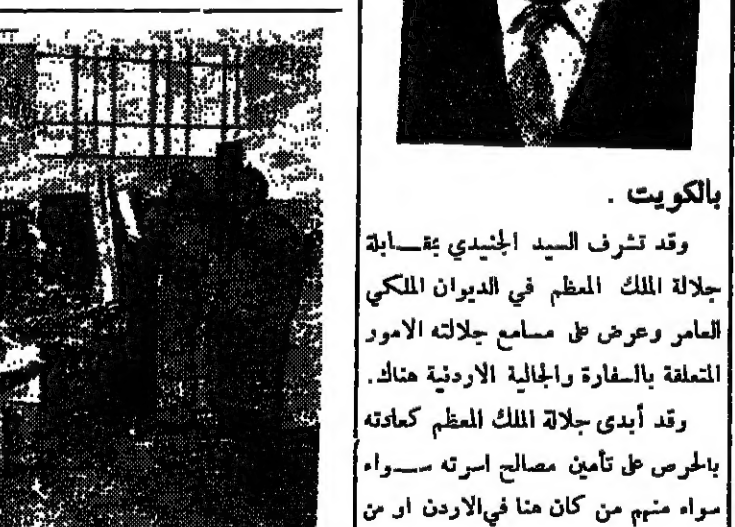 بالكويت .
وقد تشرف السيد الجنيدي بمقــابلة
جلالة الملك المعظم في الديوان الملكي
العامر وعرض على مسامع جلالته الامور
المتعلقة بالسفارة والجالية الاردنية هناك.
وقد أبدى جلالة الملك المعظم كعادته
بالحرص على تأمين مصالح اسرته ســواء
سواء منهم من كان هنا في الاردن او من